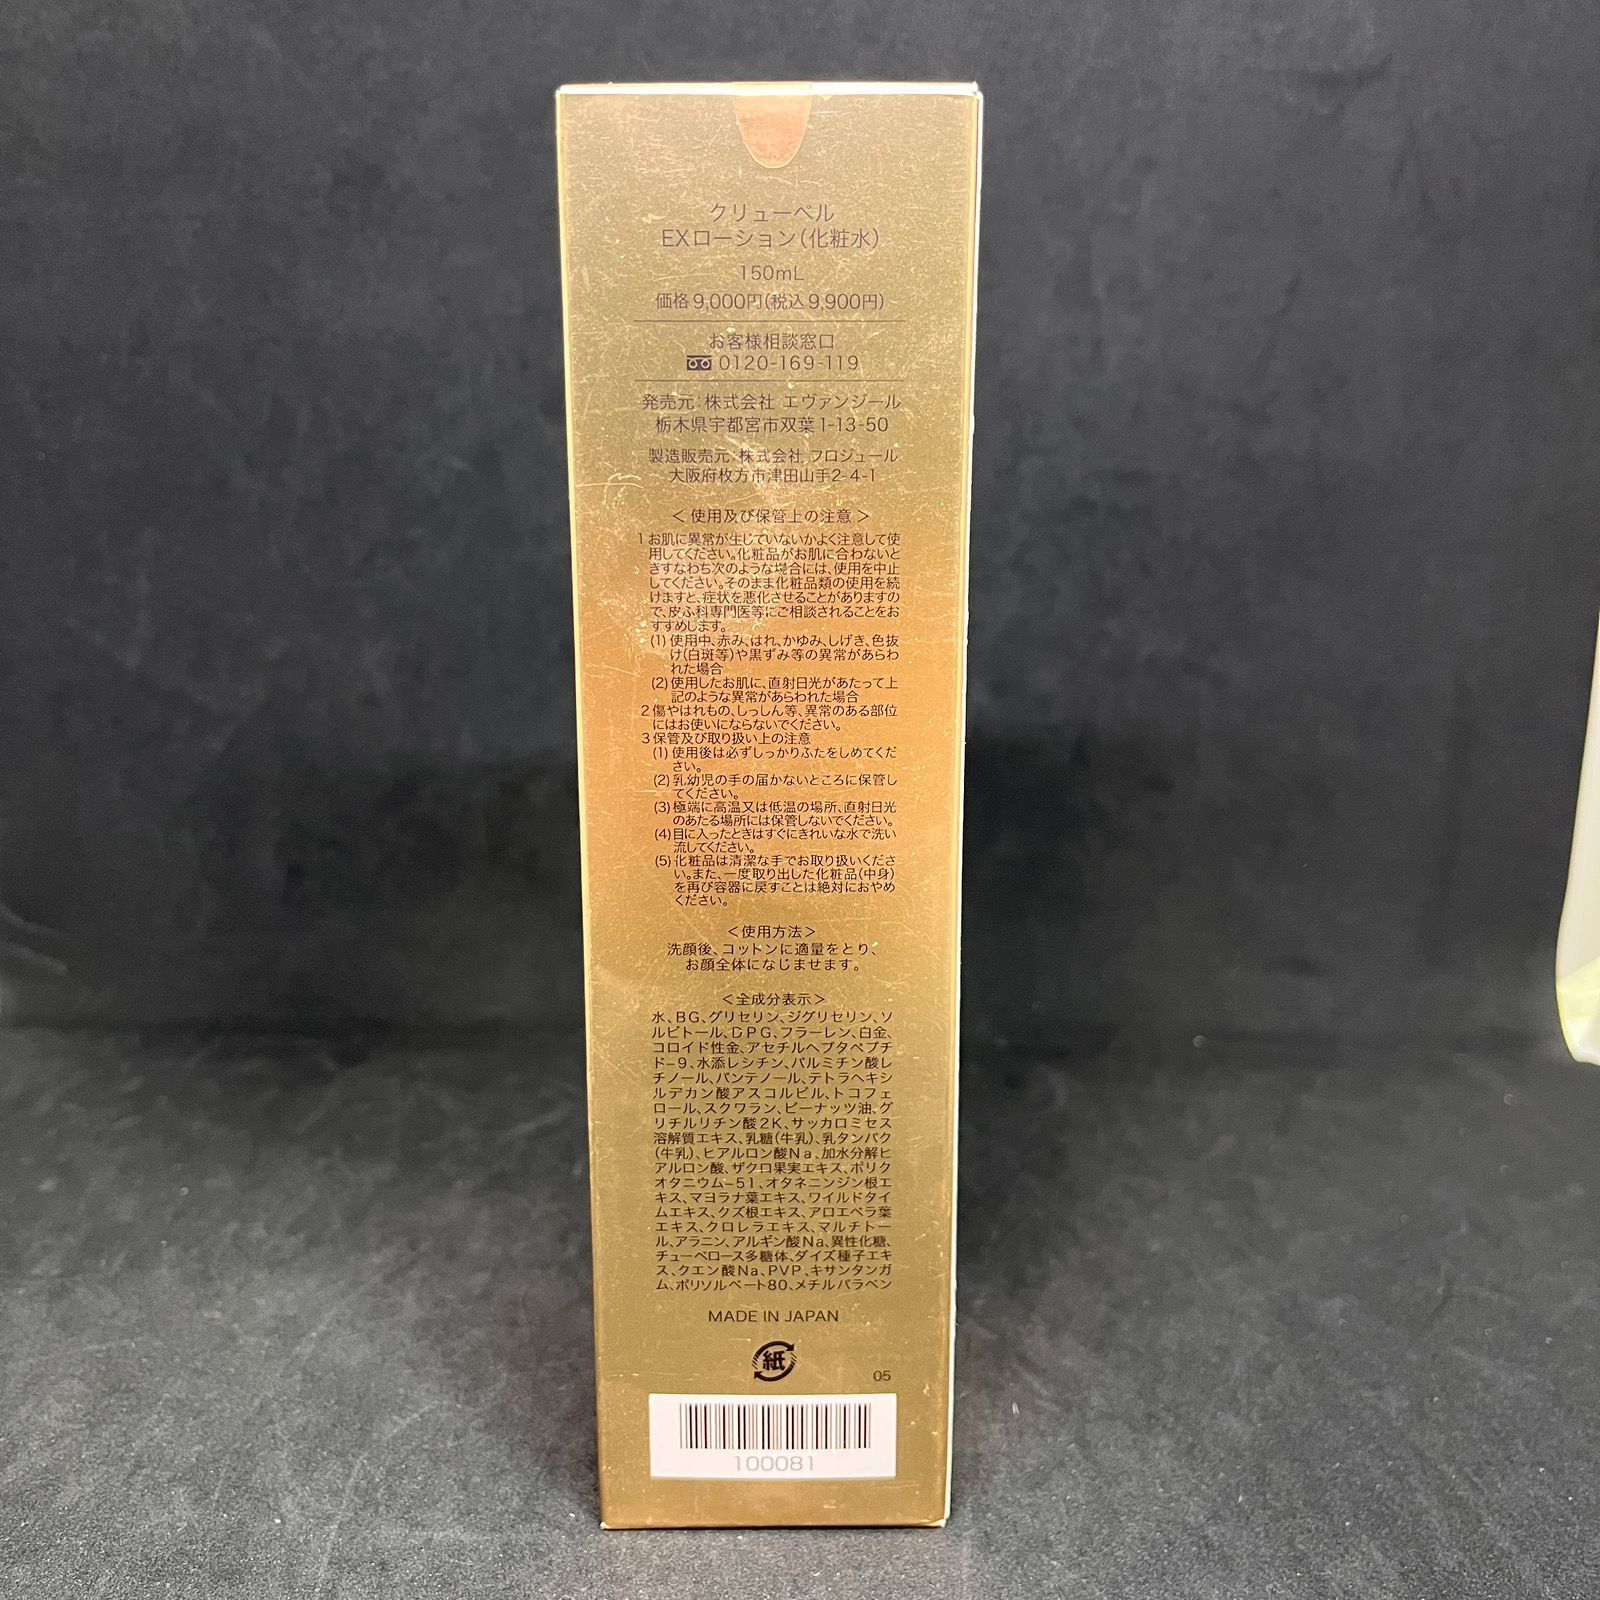 クリューベル
EXローション(化粧水)
150mL
価格9,000円(税込9,900円)
お客様相談窓口
0120-169-119
発売元:株式会社 エヴァンジール
栃木県宇都宮市双葉1-13-50
製造販売元:株式会社 フロジュール
大阪府枚方市津田山手2-4-1
＜使用及び保管上の注意＞
1 お肌に異常が生じていないかよく注意して使
用してください。化粧品がお肌に合わないと
きすなわち次のような場合には、使用を中止
してください。そのまま化粧品類の使用を続
けますと、症状を悪化させることがありますの
で、皮ふ科専門医等にご相談されることをお
すすめします。
(1) 使用中、赤み、はれ、かゆみ、しげき、色抜
け(白斑等)や黒ずみ等の異常があらわ
れた場合
(2) 使用したお肌に、直射日光があたって上
記のような異常があらわれた場合
2 傷やはれもの、しっしん等、異常のある部位
にはお使いにならないでください。
3 保管及び取り扱い上の注意
(1) 使用後は必ずしっかりふたをしめてくだ
さい。
(2) 乳幼児の手の届かないところに保管し
てください。
(3) 極端に高温又は低温の場所、直射日光
のあたる場所には保管しないでください。
(4) 目に入ったときはすぐにきれいな水で洗い
流してください。
(5) 化粧品は清潔な手でお取り扱いくださ
い。また、一度取り出した化粧品(中身)
を再び容器に戻すことは絶対におやめ
ください。
＜使用方法＞
洗顔後、コットンに適量をとり、
お顔全体になじませます。
＜全成分表示＞
水、BG、グリセリン、ジグリセリン、ソ
ルビトール、DPG、フラーレン、白金、
コロイド性金、アセチルヘプタペプチ
ド-9、水添レシチン、パルミチン酸レ
チノール、パンテノール、テトラヘキシ
ルデカン酸アスコルビル、トコフェ
ロール、スクワラン、ピーナッツ油、グ
リチルリチン酸2K、サッカロミセス
溶解質エキス、乳糖(牛乳)、乳タンパク
(牛乳)、ヒアルロン酸Na、加水分解ヒ
アルロン酸、ザクロ果実エキス、ポリク
オタニウム-51、オタネニンジン根エ
キス、マヨラナ葉エキス、ワイルドタイ
ムエキス、クズ根エキス、アロエベラ葉
エキス、クロレラエキス、マルチトー
ル、アラニン、アルギン酸Na、異性化糖、
チューベロース多糖体、ダイズ種子エキ
ス、クエン酸Na、PVP、キサンタンガ
ム、ポリソルベート80、メチルパラベン
MADE IN JAPAN
紙
05
100081